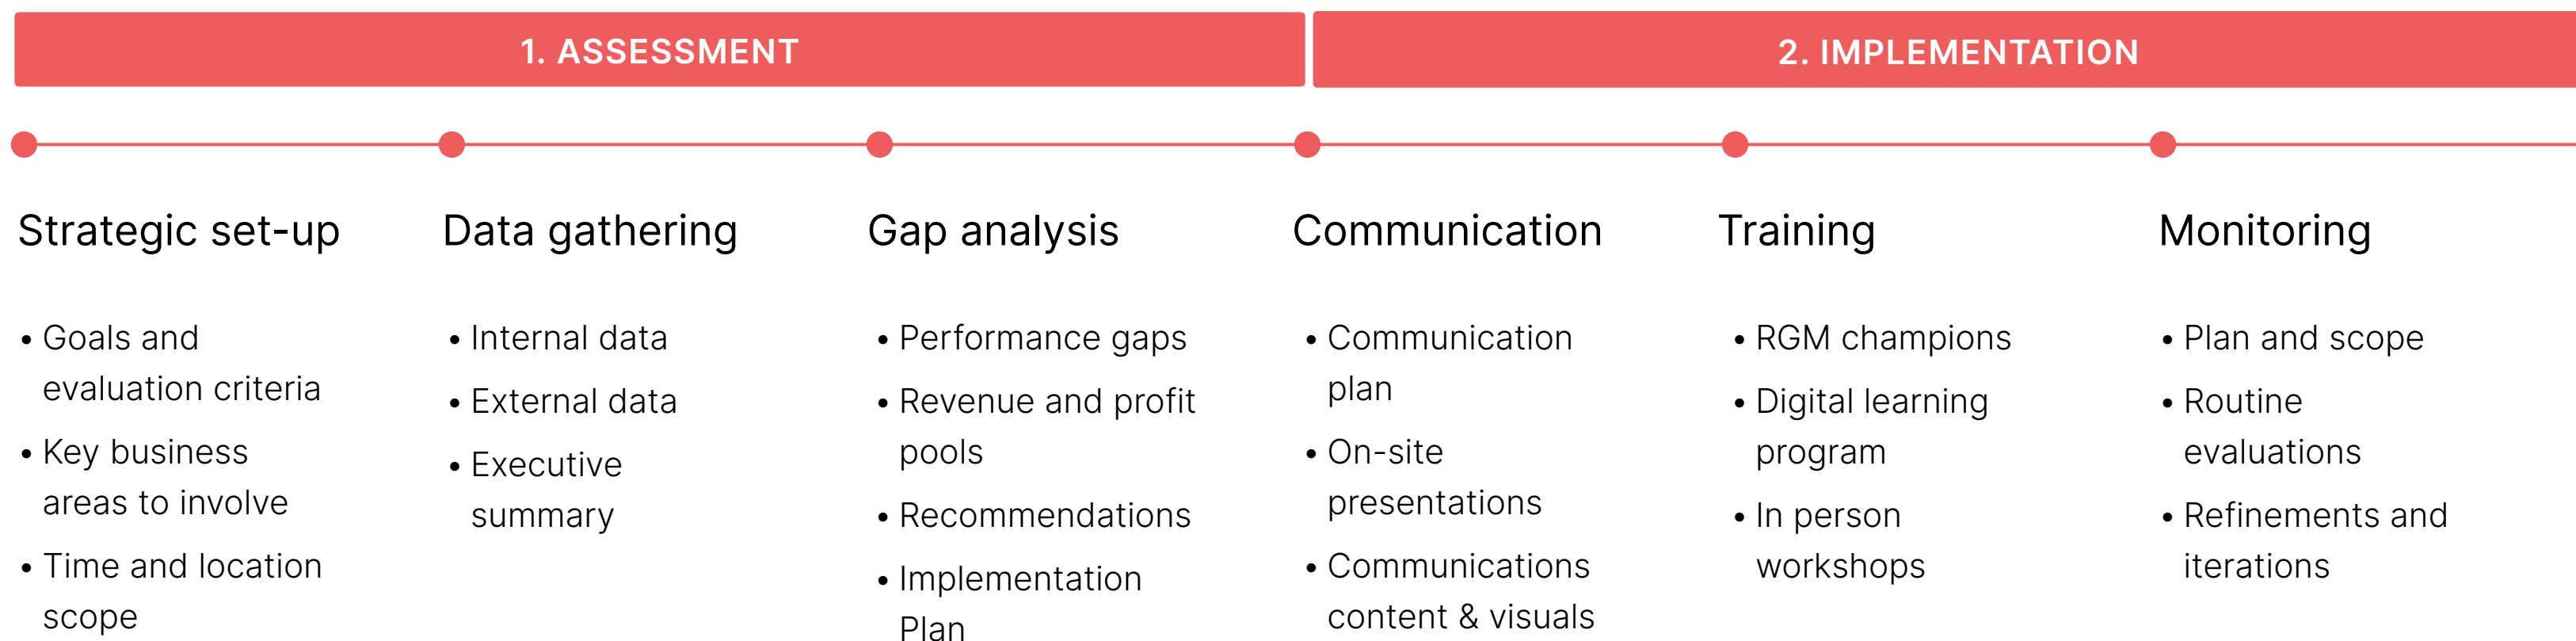 1. ASSESSMENT
2. IMPLEMENTATION
Strategic set-up
• Goals and
evaluation criteria
• Key business
areas to involve
• Time and location
scope
Data gathering
• Internal data
• External data
• Executive
summary
Gap analysis
• Performance gaps
• Revenue and profit
pools
• Recommendations
• Implementation
Plan
Communication
• Communication
plan
• On-site
presentations
• Communications
content & visuals
Training
• RGM champions
• Digital learning
program
• In person
workshops
Monitoring
• Plan and scope
• Routine
evaluations
• Refinements and
iterations